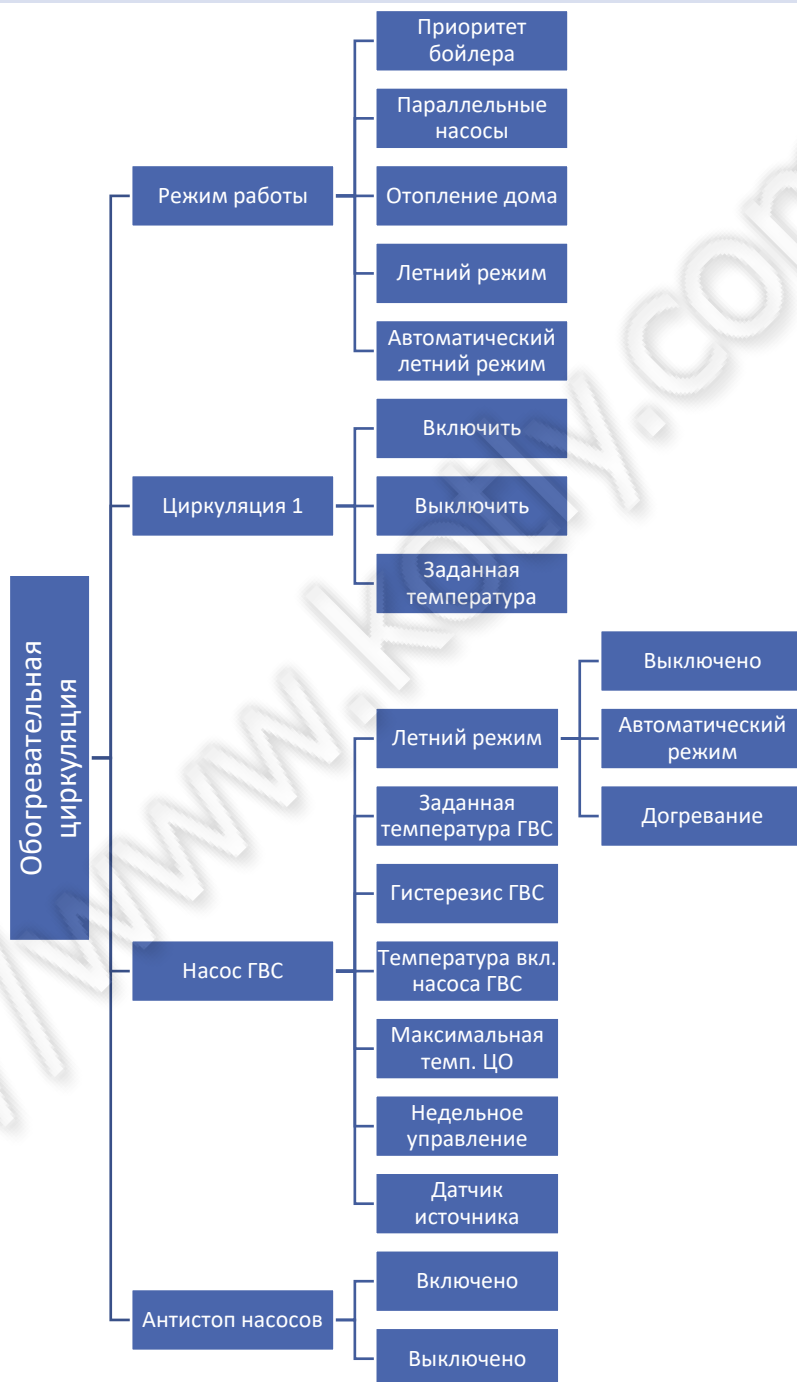 Приоритет
бойлера
Параллельные
насосы
Режим работы
Отопление дома
Летний режим
Автоматический
летний режим
Включить
Циркуляция 1
Выключить
Заданная
температура
Обогревательная
циркуляция
Выключено
Летний режим
Автоматический
режим
Заданная
температура ГВС
Догревание
Гистерезис ГВС
Насос ГВС
Температура вкл.
насоса ГВС
Максимальная
темп. ЦО
Недельное
управление
Датчик
источника
Включено
Антистоп насосов
Выключено
www.kotly.com